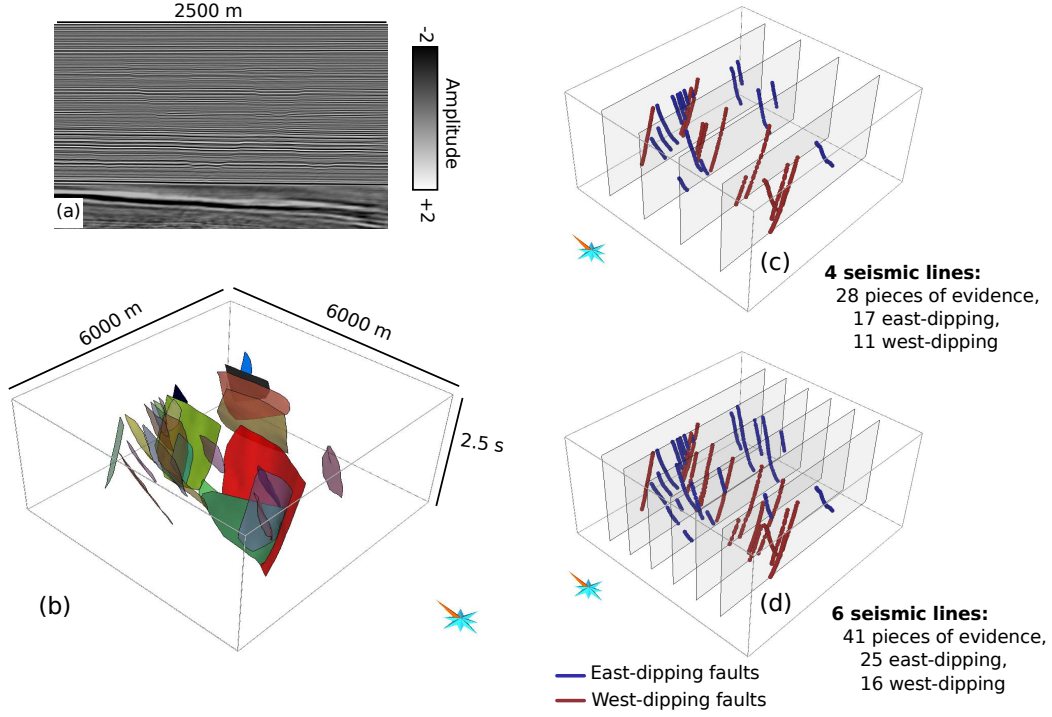 2500 m
-2
Amplitude
+2
(a)
6000 m
6000 m
2.5 s
(b)
(c)
4 seismic lines:
28 pieces of evidence,
17 east-dipping,
11 west-dipping
(d)
6 seismic lines:
41 pieces of evidence,
25 east-dipping,
16 west-dipping
East-dipping faults
West-dipping faults